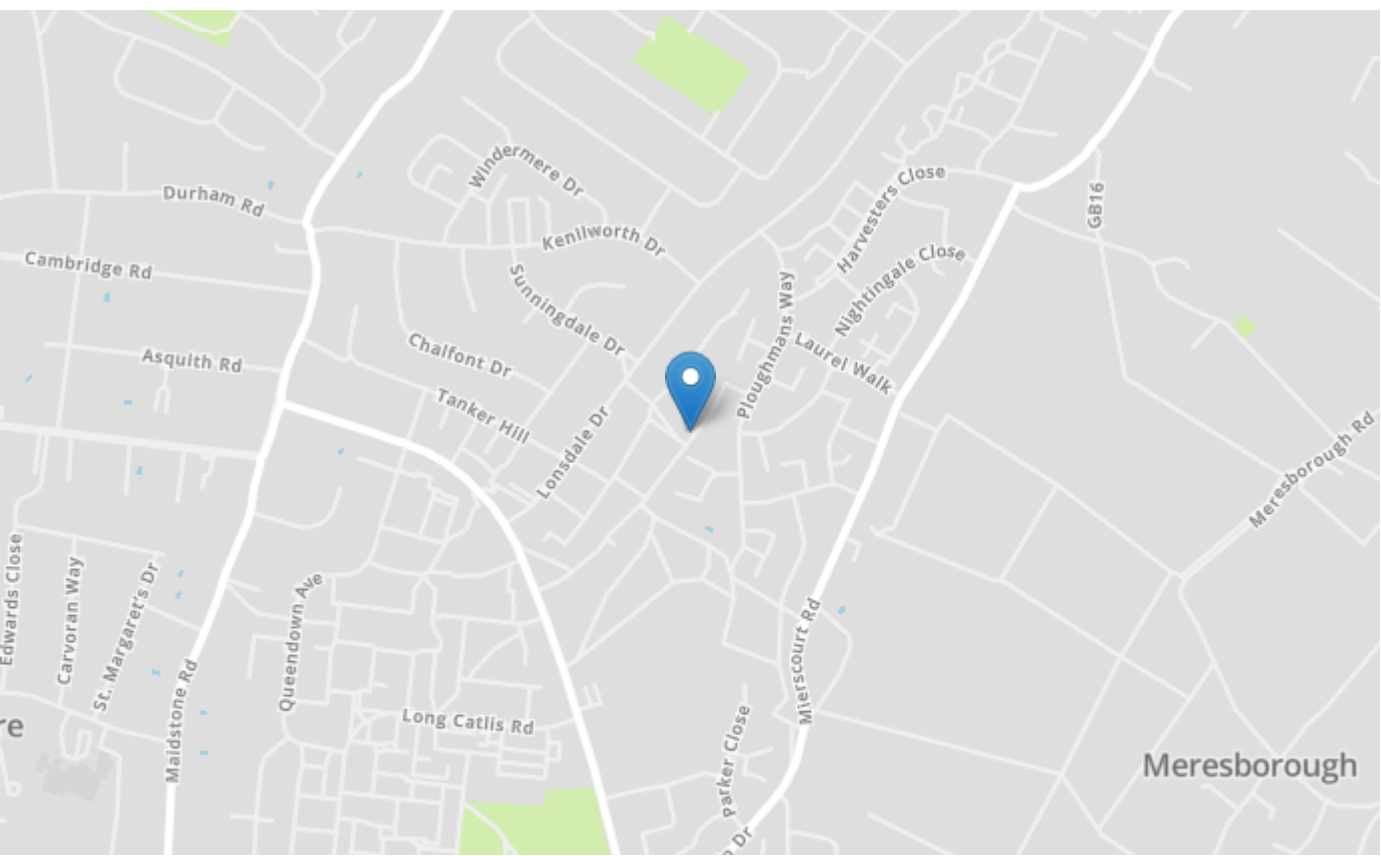 Windermere Dr
Durham Rd
Harvesters Close
GB16
Kenilworth Dr
Cambridge Rd
Nightingale Close
Sunningdale Dr
Ploughmans Way
Asquith Rd
Chalfont Dr
Laurel Walk
Tanker Hill
Lonsdale Dr
Meresborough Rd
Edwards Close
Carvoran Way
St. Margaret's Dr
Queendown Ave
Mierscourt Rd
Maidstone Rd
Long Catlis Rd
re
Parker Close
Meresborough
Dr